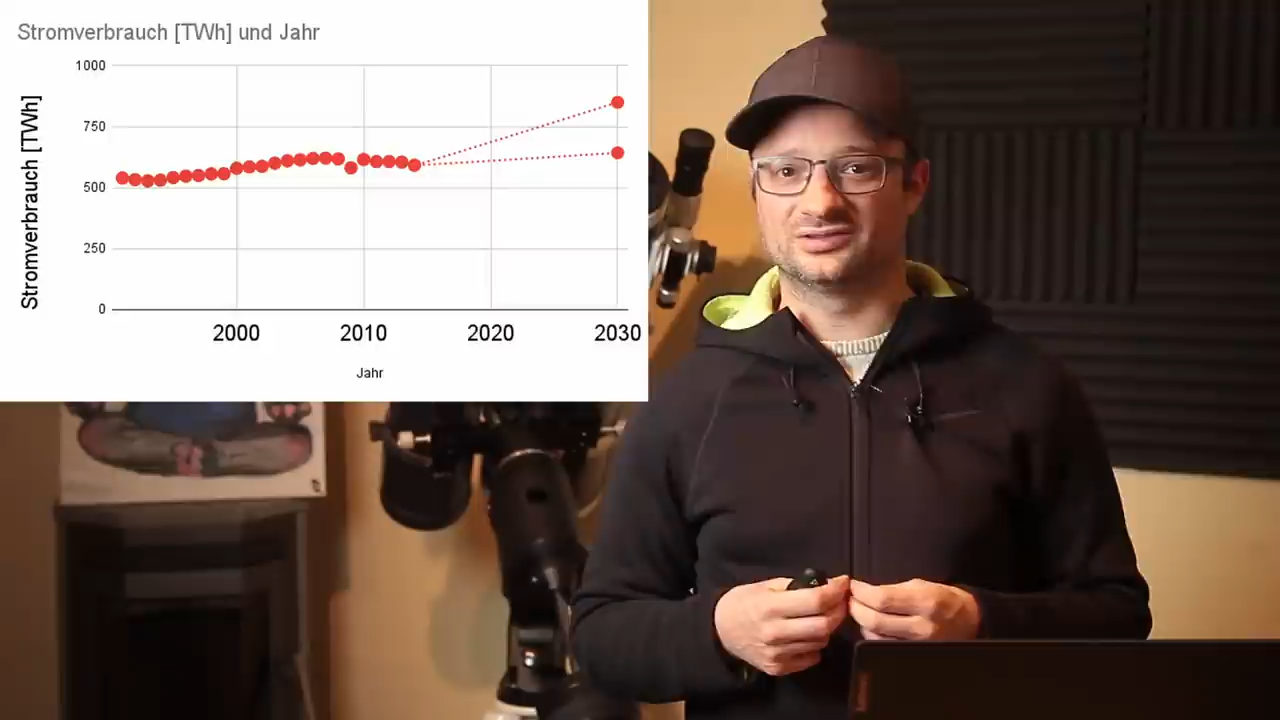 Stromverbrauch [TWh] und Jahr
Stromverbrauch [TWh]
1000
750
500
250
0
2000 2010 2020 2030
Jahr